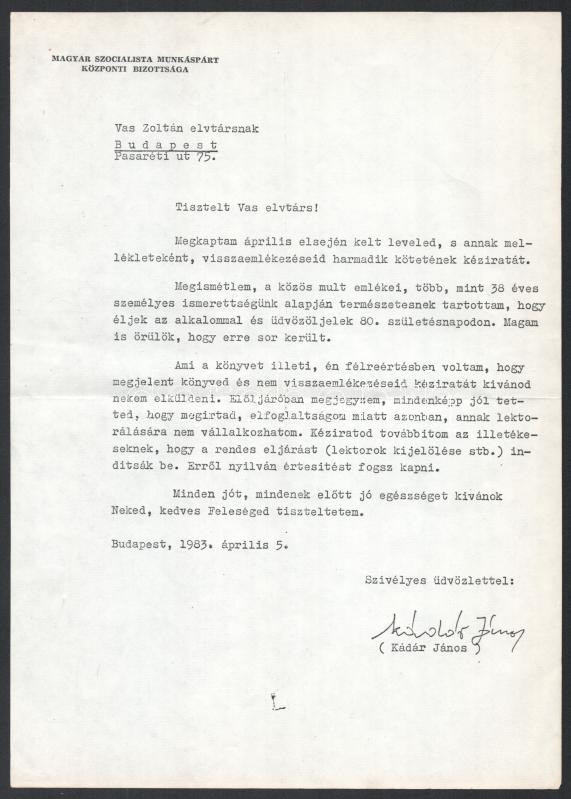 MAGYAR SZOCIALISTA MUNKÁSPÁRT
KÖZPONTI BIZOTTSÁGA
Vas Zoltán elvtársnak
B u d a p e s t
Pasaréti ut 75.
Tisztelt Vas elvtárs!
Megkaptam április elsején kelt leveled, s annak mel-
lékleteként, visszaemlékezéseid harmadik kötetének kéziratát.
Megismétlem, a közös mult emlékei, több, mint 38 éves
személyes ismerettségünk alapján természetesnek tartottam, hogy
éljek az alkalommal és üdvözöljelek 80. születésnapodon. Magam
is örülök, hogy erre sor került.
Ami a könyvet illeti, én félreértésben voltam, hogy
megjelent könyved és nem visszaemlékezéseid kéziratát kivánod
nekem elküldeni. Előljáróban megjegyzem, mindenképp jól tet-
ted, hogy megirtad, elfoglaltságom miatt azonban, annak lekto-
rálására nem vállalkozhatom. Kéziratod továbbitom az illetéke-
seknek, hogy a rendes eljárást (lektorok kijelölése stb.) in-
ditsák be. Erről nyilván értesitést fogsz kapni.
Minden jót, mindenek előtt jó egészséget kivánok
Neked, kedves Feleséged tiszteltetem.
Budapest, 1983. április 5.
Szivélyes üdvözlettel:
Kádár János
( Kádár János )